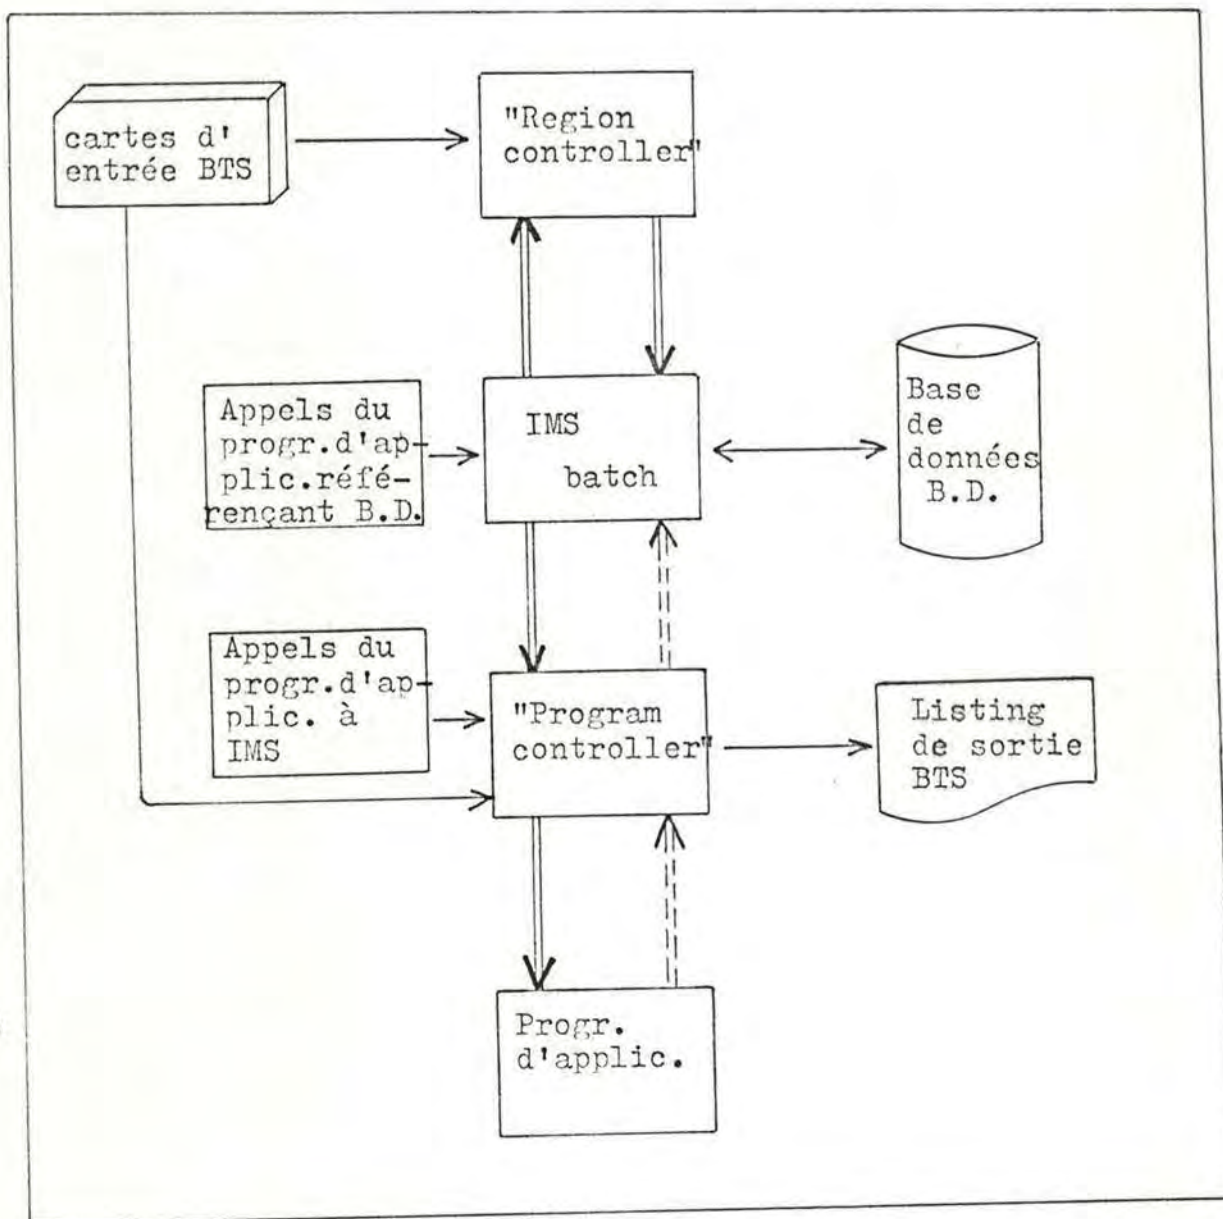 cartes d'
entrée BTS
"Region
controller"
Appels du
progr.d'ap-
plic.réfé-
rençant B.D.
IMS
batch
Base
de
données
B.D.
Appels du
progr.d'ap-
plic. à
IMS
"Program
controller"
Listing
de sortie
BTS
Progr.
d'applic.